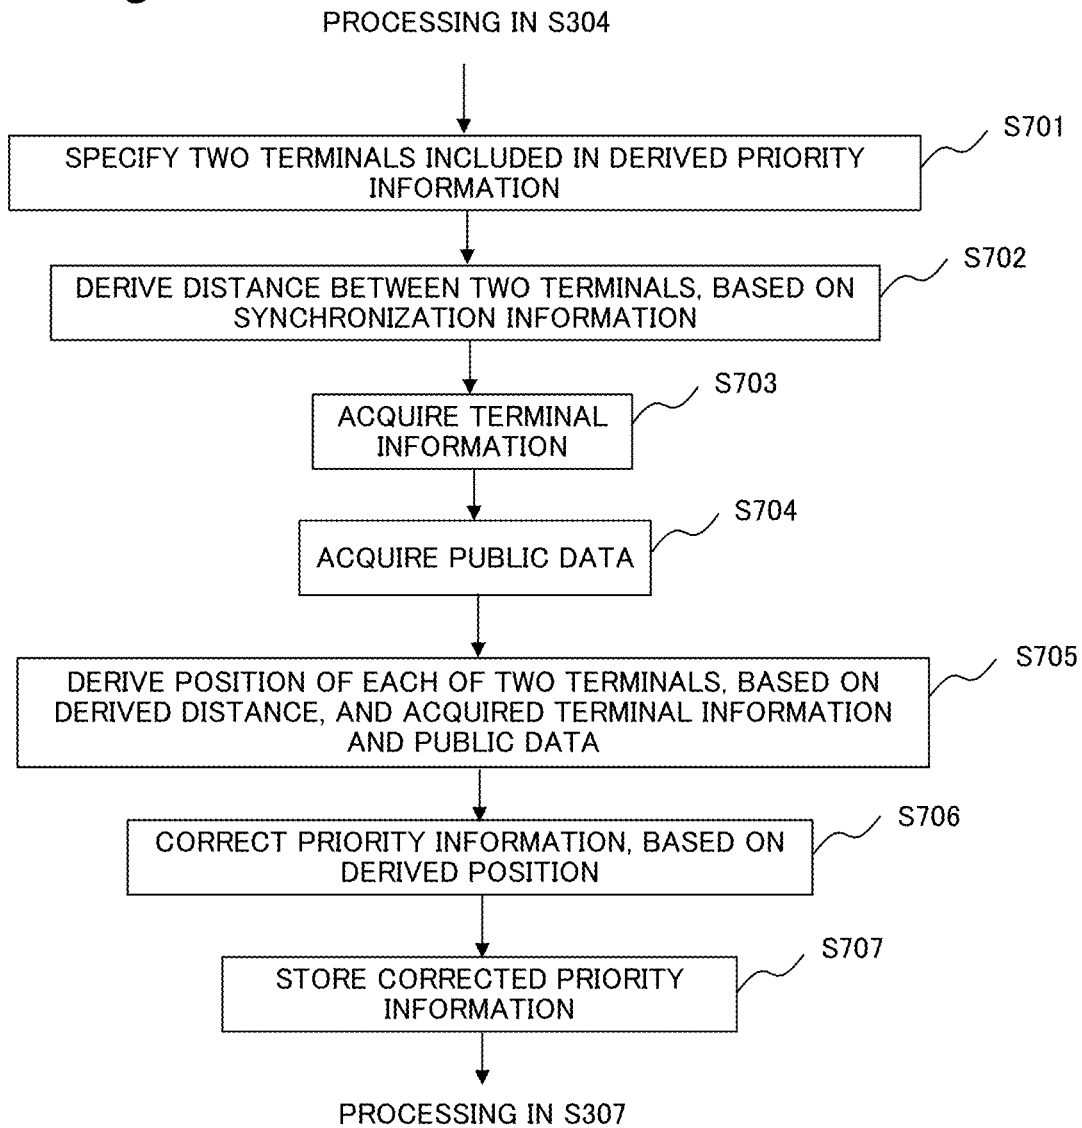 PROCESSING IN S304
S701
SPECIFY TWO TERMINALS INCLUDED IN DERIVED PRIORITY
INFORMATION
S702
DERIVE DISTANCE BETWEEN TWO TERMINALS, BASED ON
SYNCHRONIZATION INFORMATION
S703
ACQUIRE TERMINAL
INFORMATION
S704
ACQUIRE PUBLIC DATA
S705
DERIVE POSITION OF EACH OF TWO TERMINALS, BASED ON
DERIVED DISTANCE, AND ACQUIRED TERMINAL INFORMATION
AND PUBLIC DATA
S706
CORRECT PRIORITY INFORMATION, BASED ON
DERIVED POSITION
S707
STORE CORRECTED PRIORITY
INFORMATION
PROCESSING IN S307